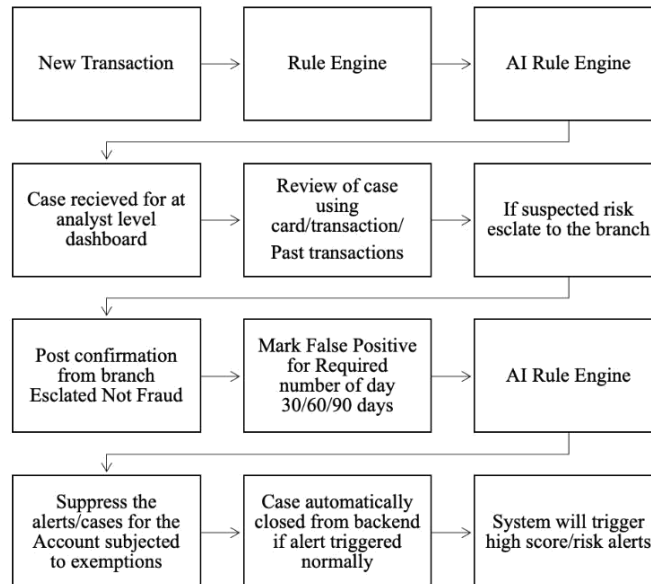 New Transaction
Rule Engine
AI Rule Engine
Case recieved for at
analyst level
dashboard
Review of case
using
card/transaction/
Past transactions
If suspected risk
esclate to the branch
Post confirmation
from branch
Esclated Not Fraud
Mark False Positive
for Required
number of day
30/60/90 days
AI Rule Engine
Suppress the
alerts/cases for the
Account subjected
to exemptions
Case automatically
closed from backend
if alert triggered
normally
System will trigger
high score/risk alerts